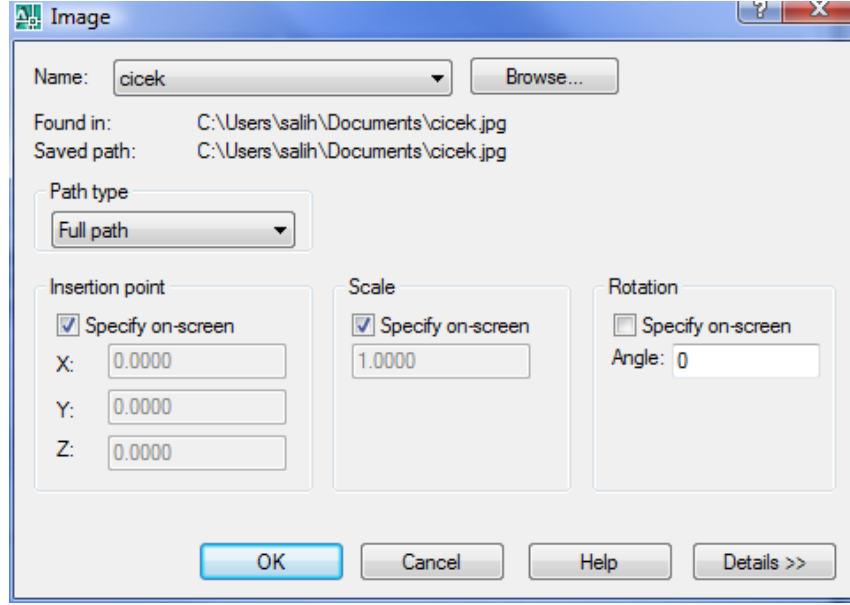 Image
? X
Name: cicek Browse...
Found in: C:\Users\salih\Documents\cicek.jpg
Saved path: C:\Users\salih\Documents\cicek.jpg
Path type
Full path
Insertion point
Specify on-screen
X: 0.0000
Y: 0.0000
Z: 0.0000
Scale
Specify on-screen
1.0000
Rotation
Specify on-screen
Angle: 0
OK Cancel Help Details >>